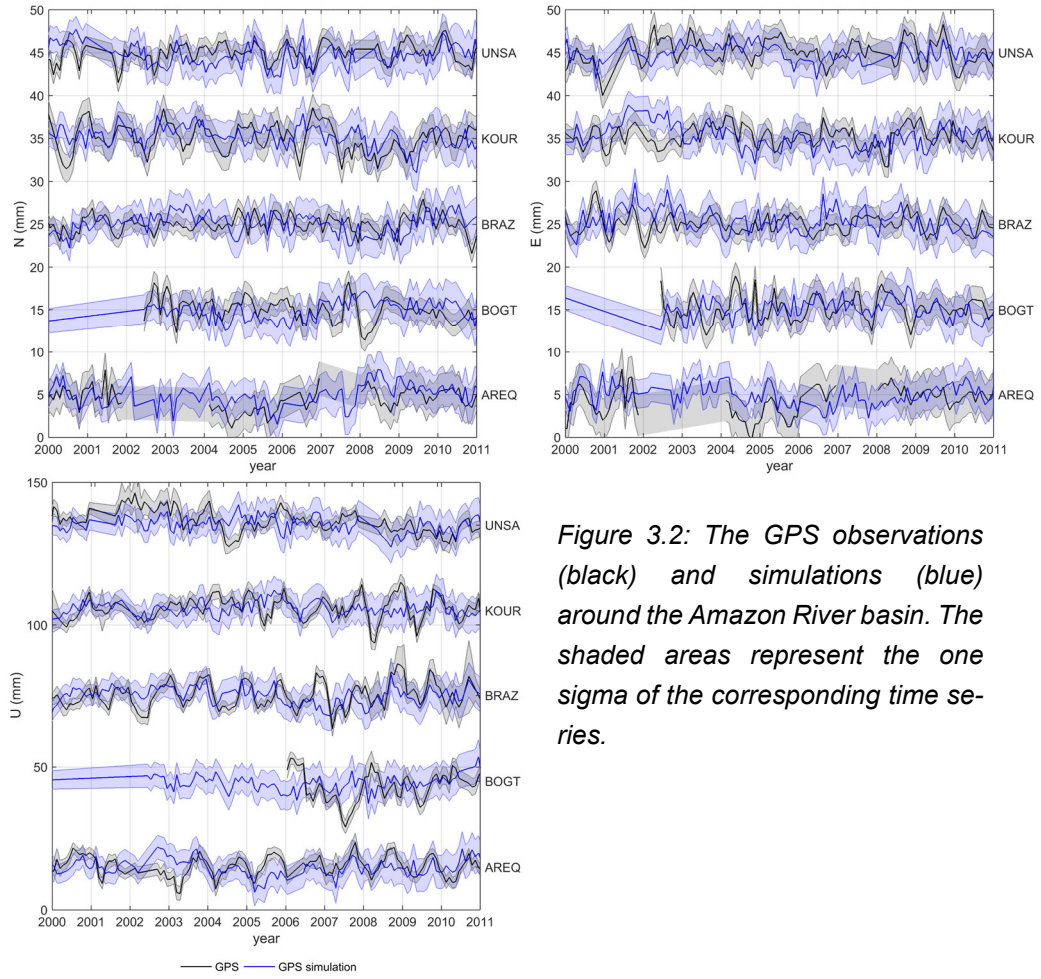 50
45
40
35
30
25
20
15
10
5
0
N (mm)
UNSA
KOUR
BRAZ
BOGT
AREQ
2000 2001 2002 2003 2004 2005 2006 2007 2008 2009 2010 2011
year
50
45
40
35
30
25
20
15
10
5
0
E (mm)
UNSA
KOUR
BRAZ
BOGT
AREQ
2000 2001 2002 2003 2004 2005 2006 2007 2008 2009 2010 2011
year
150
100
50
0
U (mm)
UNSA
KOUR
BRAZ
BOGT
AREQ
2000 2001 2002 2003 2004 2005 2006 2007 2008 2009 2010 2011
year
GPS GPS simulation
Figure 3.2: The GPS observations
(black) and simulations (blue)
around the Amazon River basin. The
shaded areas represent the one
sigma of the corresponding time se-
ries.